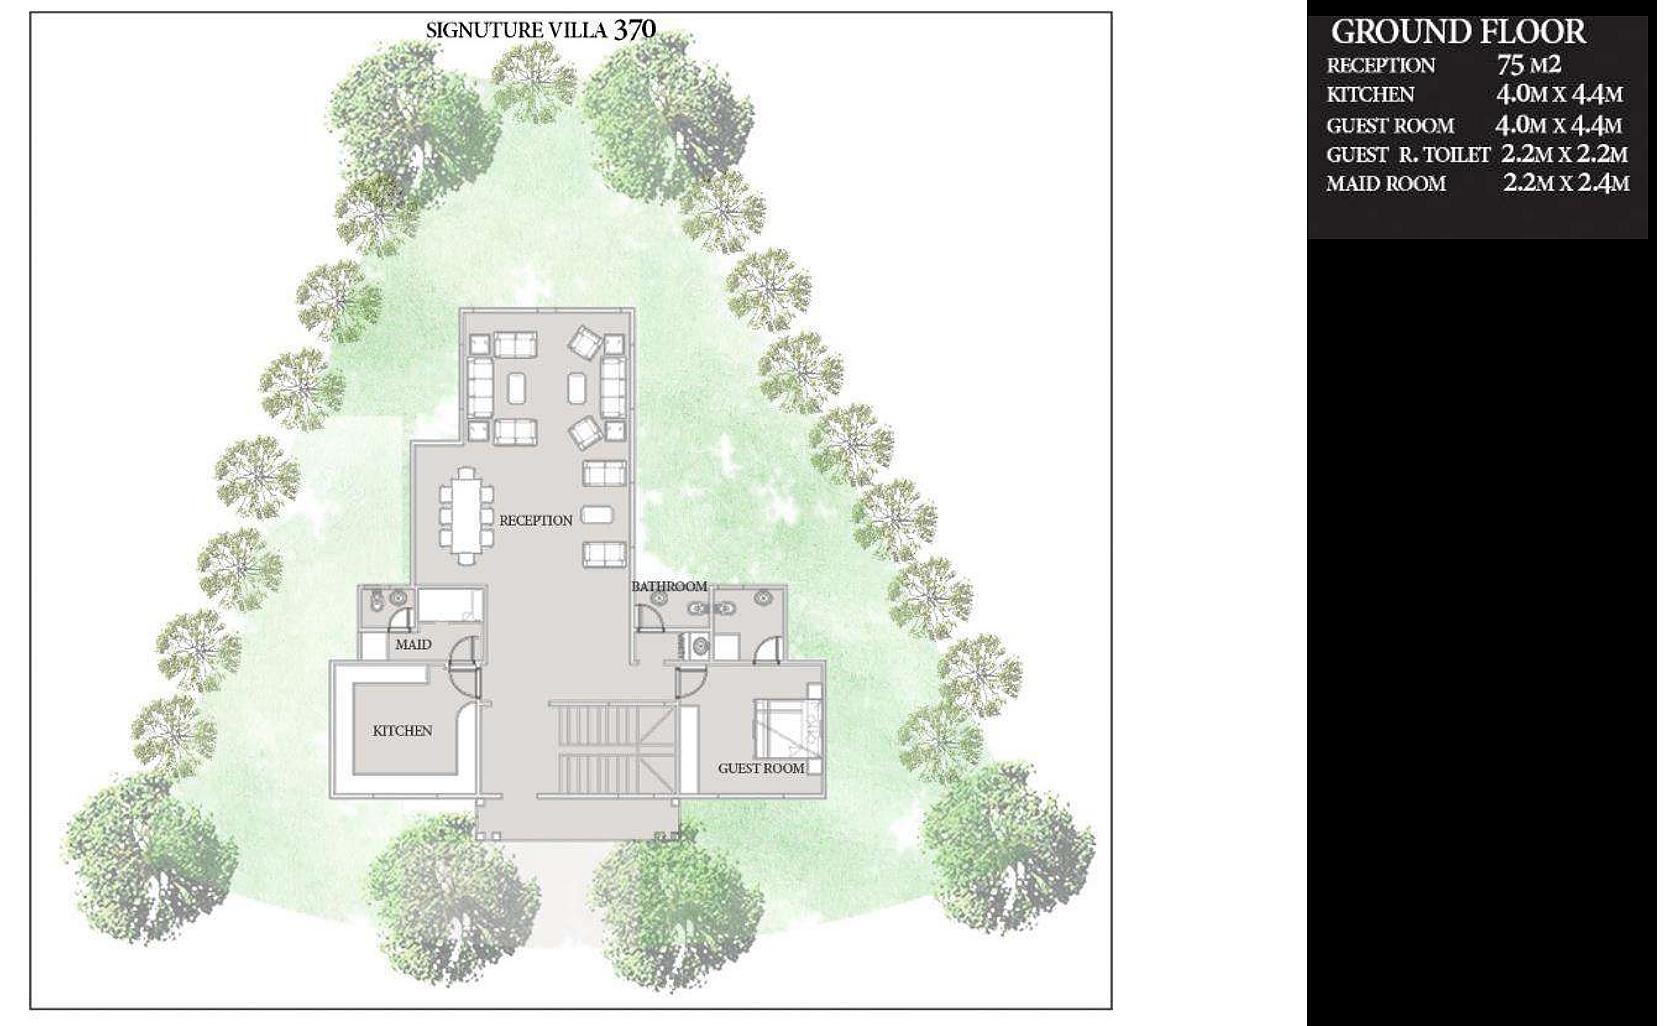 SIGNUTURE VILLA 370
GROUND FLOOR
RECEPTION 75 M2
KITCHEN 4.0M X 4.4M
GUEST ROOM 4.0M X 4.4M
GUEST R. TOILET 2.2M X 2.2M
MAID ROOM 2.2M X 2.4M
RECEPTION
BATHROOM
MAID
KITCHEN
GUEST ROOM